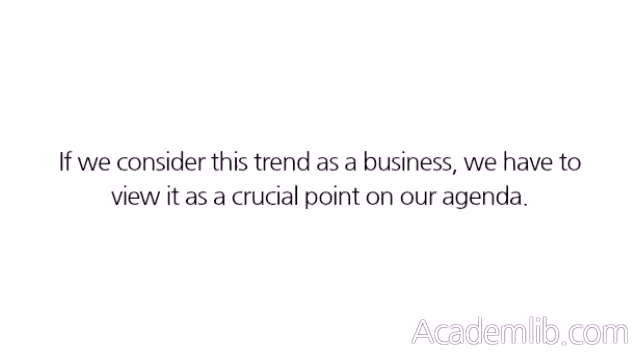 If we consider this trend as a business, we have to
view it as a crucial point on our agenda.
Academlib.com